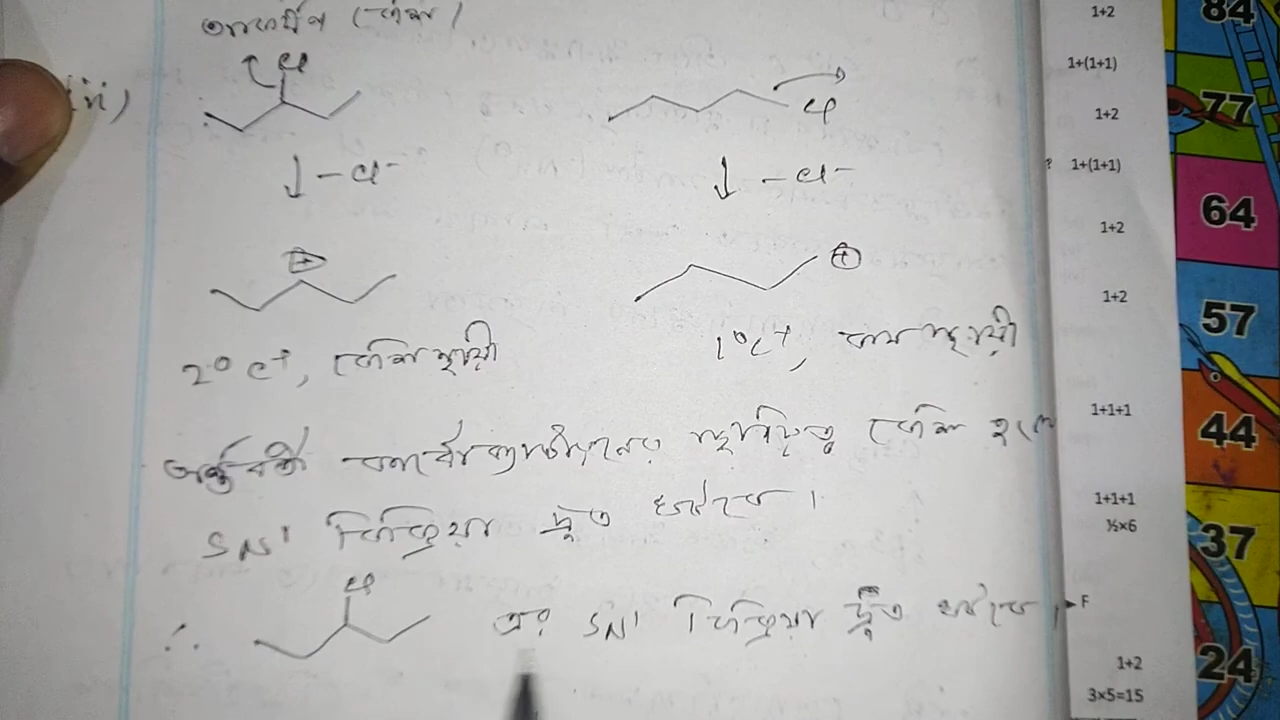 বেশি।
(ii)
Cl
Cl
↓ -Cl⁻
↓ -Cl⁻
⊕
⊕
2° C⁺, বেশি স্থায়ী
1° C⁺, কম স্থায়ী
অন্তর্বর্তী কার্বোক্যাটায়নের স্থায়িত্ব বেশি হলে
SN¹ বিক্রিয়া দ্রুত ঘটবে।
∴
Cl
এর SN¹ বিক্রিয়া দ্রুত ঘটবে।
1+2
1+(1+1)
1+2
? 1+(1+1)
1+2
1+2
1+1+1
1+1+1
½×6
F
1+2
3×5=15
84
77
64
57
44
37
24